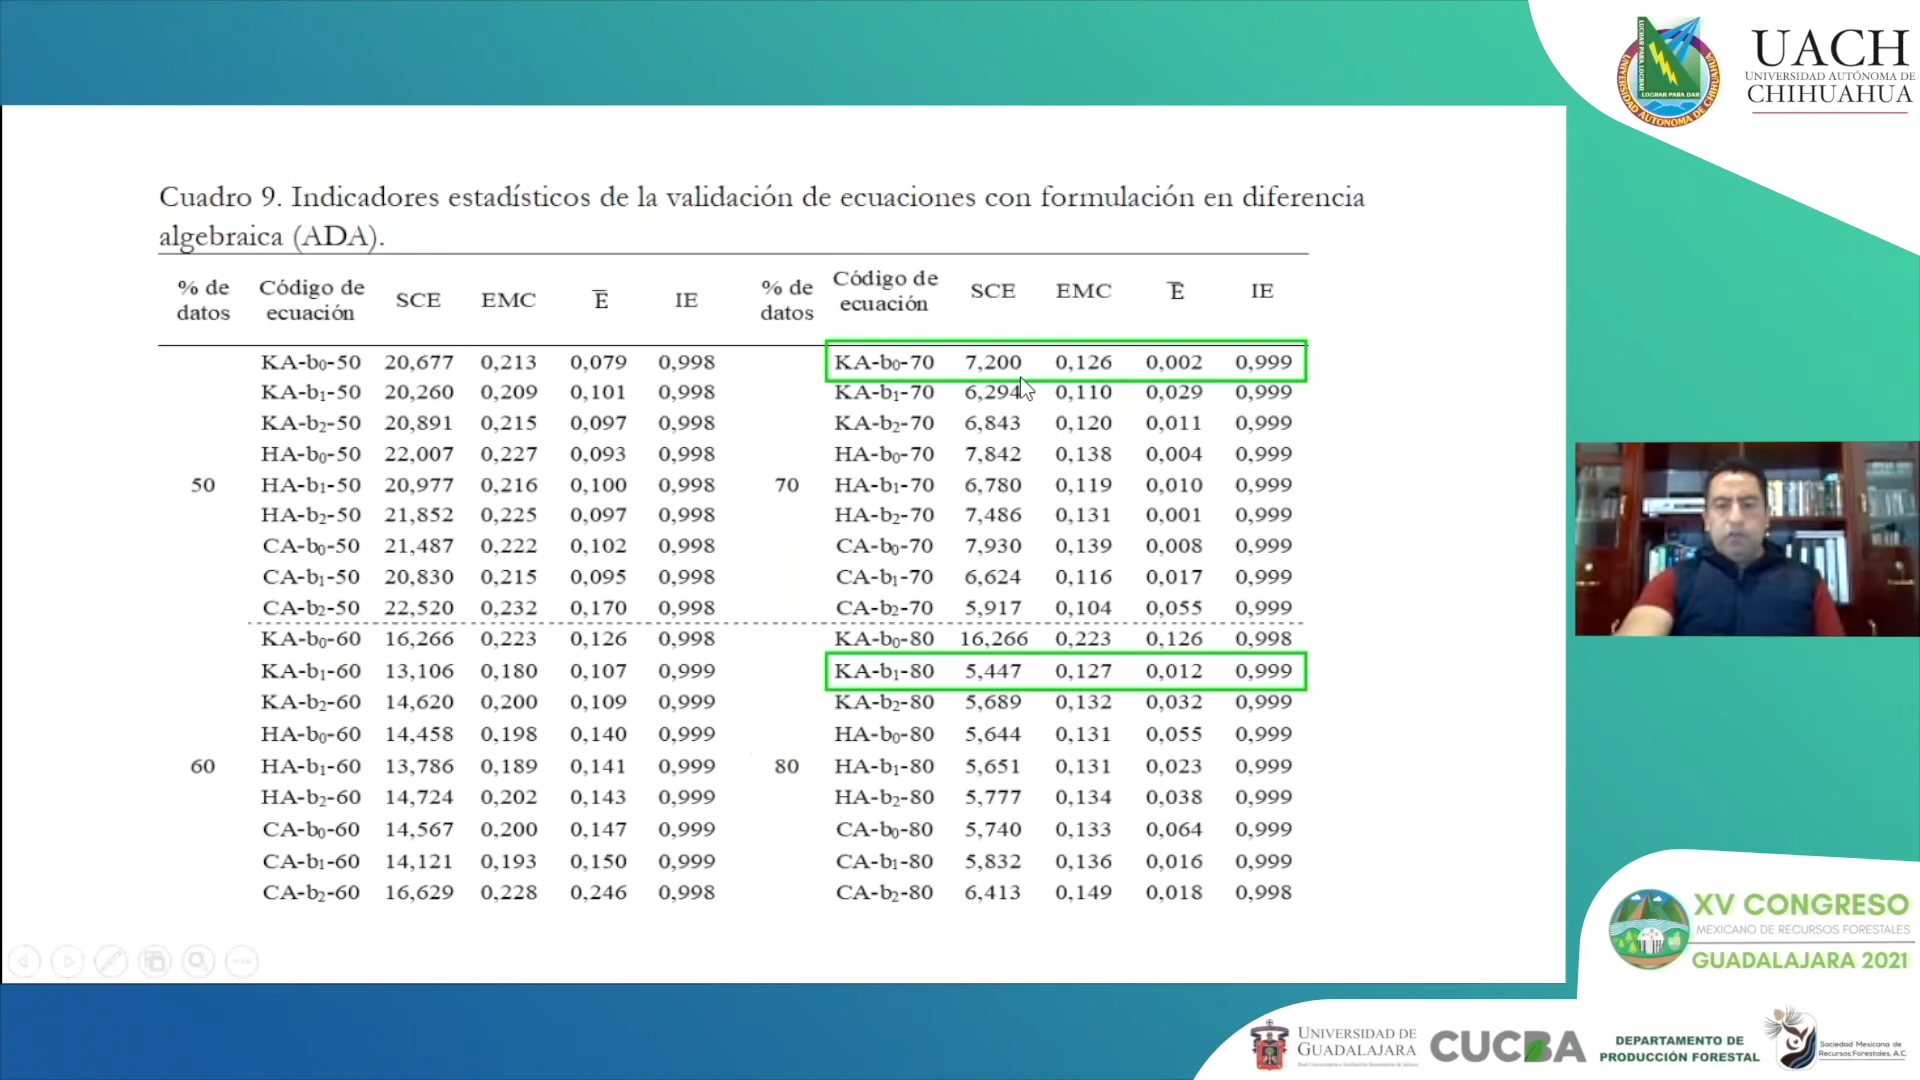 UACH
UNIVERSIDAD AUTÓNOMA DE
CHIHUAHUA
LUCHAR PARA LOGRAR
LOGRAR PARA DAR
UNIVERSIDAD AUTONOMA DE CHIHUAHUA
Cuadro 9. Indicadores estadísticos de la validación de ecuaciones con formulación en diferencia
algebraica (ADA).
% de datos Código de ecuación SCE EMC E̅ IE % de datos Código de ecuación SCE EMC E̅ IE
KA-b₀-50 20,677 0,213 0,079 0,998 KA-b₀-70 7,200 0,126 0,002 0,999
KA-b₁-50 20,260 0,209 0,101 0,998 KA-b₁-70 6,294 0,110 0,029 0,999
KA-b₂-50 20,891 0,215 0,097 0,998 KA-b₂-70 6,843 0,120 0,011 0,999
HA-b₀-50 22,007 0,227 0,093 0,998 HA-b₀-70 7,842 0,138 0,004 0,999
50 HA-b₁-50 20,977 0,216 0,100 0,998 70 HA-b₁-70 6,780 0,119 0,010 0,999
HA-b₂-50 21,852 0,225 0,097 0,998 HA-b₂-70 7,486 0,131 0,001 0,999
CA-b₀-50 21,487 0,222 0,102 0,998 CA-b₀-70 7,930 0,139 0,008 0,999
CA-b₁-50 20,830 0,215 0,095 0,998 CA-b₁-70 6,624 0,116 0,017 0,999
CA-b₂-50 22,520 0,232 0,170 0,998 CA-b₂-70 5,917 0,104 0,055 0,999
KA-b₀-60 16,266 0,223 0,126 0,998 KA-b₀-80 16,266 0,223 0,126 0,998
KA-b₁-60 13,106 0,180 0,107 0,999 KA-b₁-80 5,447 0,127 0,012 0,999
KA-b₂-60 14,620 0,200 0,109 0,999 KA-b₂-80 5,689 0,132 0,032 0,999
HA-b₀-60 14,458 0,198 0,140 0,999 HA-b₀-80 5,644 0,131 0,055 0,999
60 HA-b₁-60 13,786 0,189 0,141 0,999 80 HA-b₁-80 5,651 0,131 0,023 0,999
HA-b₂-60 14,724 0,202 0,143 0,999 HA-b₂-80 5,777 0,134 0,038 0,999
CA-b₀-60 14,567 0,200 0,147 0,999 CA-b₀-80 5,740 0,133 0,064 0,999
CA-b₁-60 14,121 0,193 0,150 0,999 CA-b₁-80 5,832 0,136 0,016 0,999
CA-b₂-60 16,629 0,228 0,246 0,998 CA-b₂-80 6,413 0,149 0,018 0,998
XV CONGRESO
MEXICANO DE RECURSOS FORESTALES
GUADALAJARA 2021
UNIVERSIDAD DE
GUADALAJARA
CUCBA
DEPARTAMENTO DE
PRODUCCIÓN FORESTAL
Sociedad Mexicana de
Recursos Forestales, A.C.